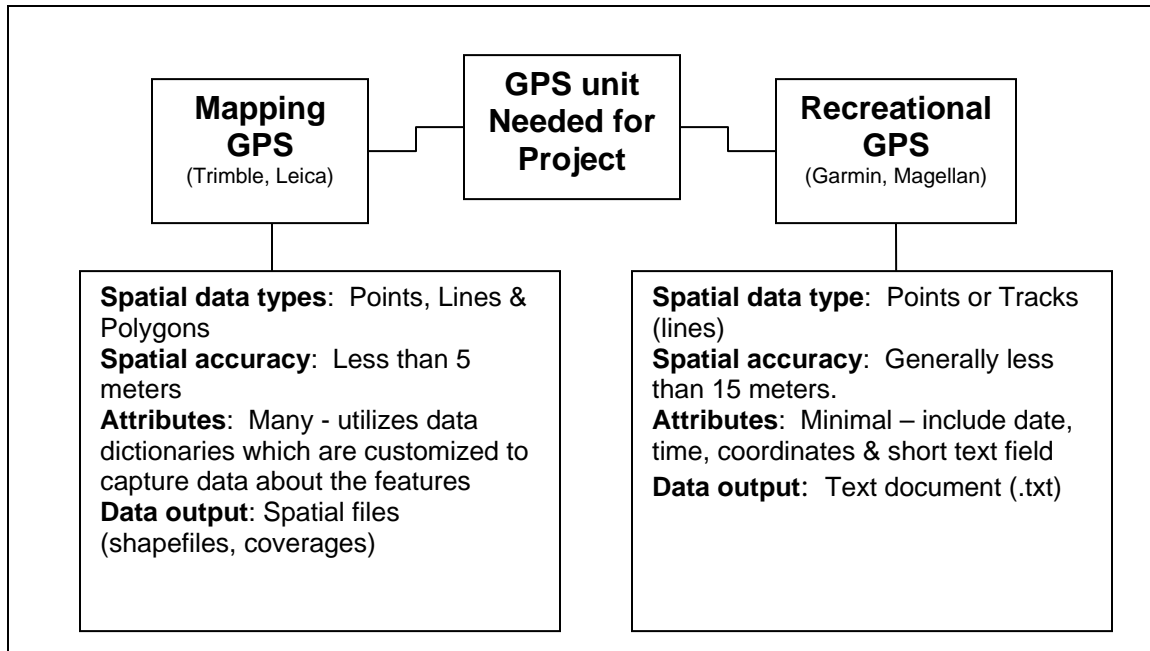 GPS unit
Needed for
Project
Mapping
GPS
(Trimble, Leica)
Recreational
GPS
(Garmin, Magellan)
Spatial data types:  Points, Lines &
Polygons
Spatial accuracy:  Less than 5
meters
Attributes:  Many - utilizes data
dictionaries which are customized to
capture data about the features
Data output: Spatial files
(shapefiles, coverages)
Spatial data type:  Points or Tracks
(lines)
Spatial accuracy:  Generally less
than 15 meters.
Attributes:  Minimal – include date,
time, coordinates & short text field
Data output:  Text document (.txt)